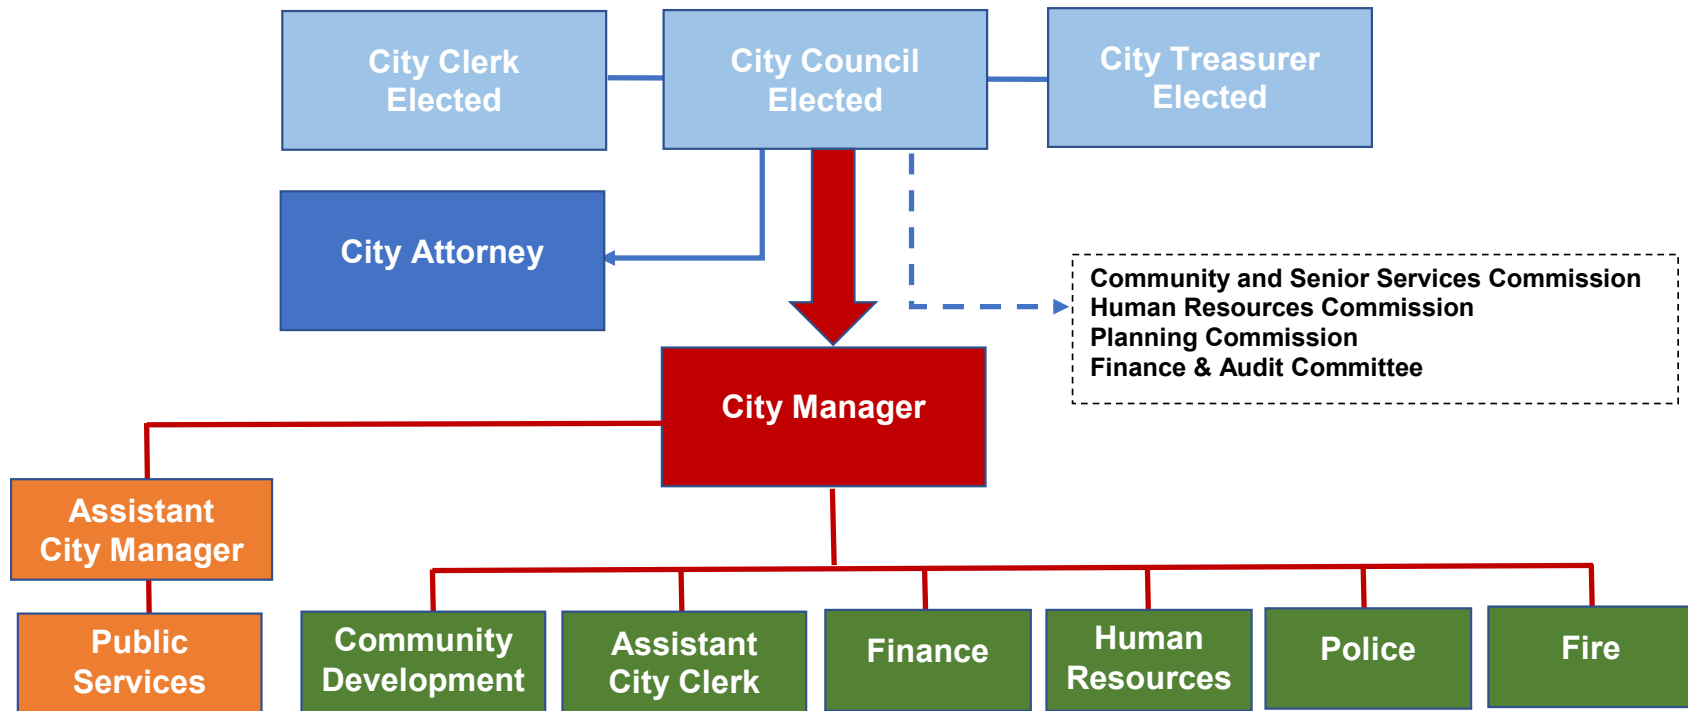 City Clerk
Elected
City Council
Elected
City Treasurer
Elected
City Attorney
Community and Senior Services Commission
Human Resources Commission
Planning Commission
Finance & Audit Committee
City Manager
Assistant
City Manager
Public
Services
Community
Development
Assistant
City Clerk
Finance
Human
Resources
Police
Fire